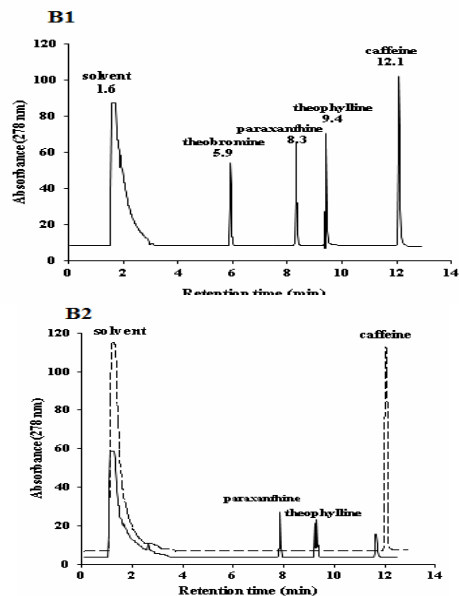 B1
120
caffeine
12.1
solvent
1.6
100
theophylline
9.4
paraxanthine
8.3
theobromine
5.9
80
60
40
20
0
Absorbance (278 nm)
0 2 4 6 8 10 12 14
Retention time (min)
B2
solvent
caffeine
120
100
80
60
40
20
0
Absorbance (278 nm)
paraxanthine
theophylline
0 2 4 6 8 10 12 14
Retention time (min)